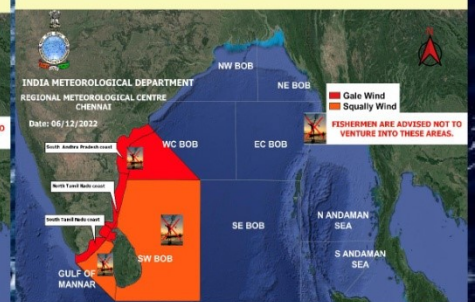 INDIA METEOROLOGICAL DEPARTMENT
REGIONAL METEOROLOGICAL CENTRE
CHENNAI
Date: 06/12/2022
NW BOB
NE BOB
Gale Wind
Squally Wind
FISHERMEN ARE ADVISED NOT TO
VENTURE INTO THESE AREAS.
South Andhra Pradesh coast
WC BOB
EC BOB
North Tamil Nadu coast
South Tamil Nadu coast
SE BOB
N ANDAMAN
SEA
S ANDAMAN
SEA
SW BOB
GULF OF
MANNAR